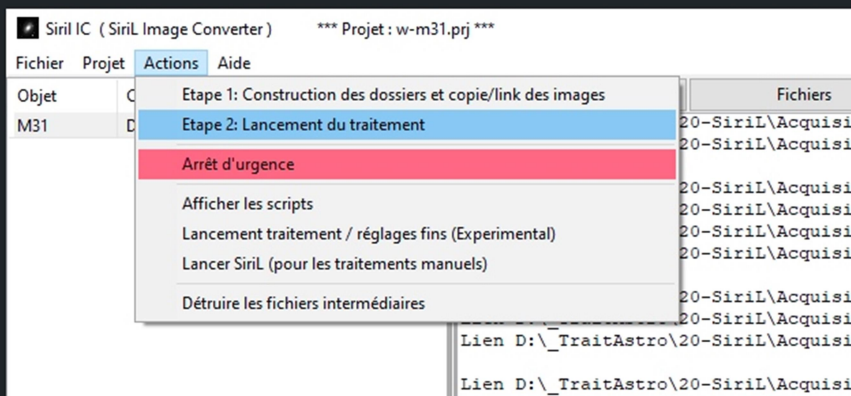 Siril IC ( SiriL Image Converter ) *** Projet : w-m31.prj ***
Fichier Projet Actions Aide
Objet
M31
Etape 1: Construction des dossiers et copie/link des images
Etape 2: Lancement du traitement
Arrêt d'urgence
Afficher les scripts
Lancement traitement / réglages fins (Experimental)
Lancer SiriL (pour les traitements manuels)
Détruire les fichiers intermédiaires
Fichiers
20-SiriL\Acquisi
20-SiriL\Acquisi
20-SiriL\Acquisi
20-SiriL\Acquisi
20-SiriL\Acquisi
20-SiriL\Acquisi
20-SiriL\Acquisi
20-SiriL\Acquisi
Lien D:\_TraitAstro\20-SiriL\Acquisi
Lien D:\_TraitAstro\20-SiriL\Acquisi